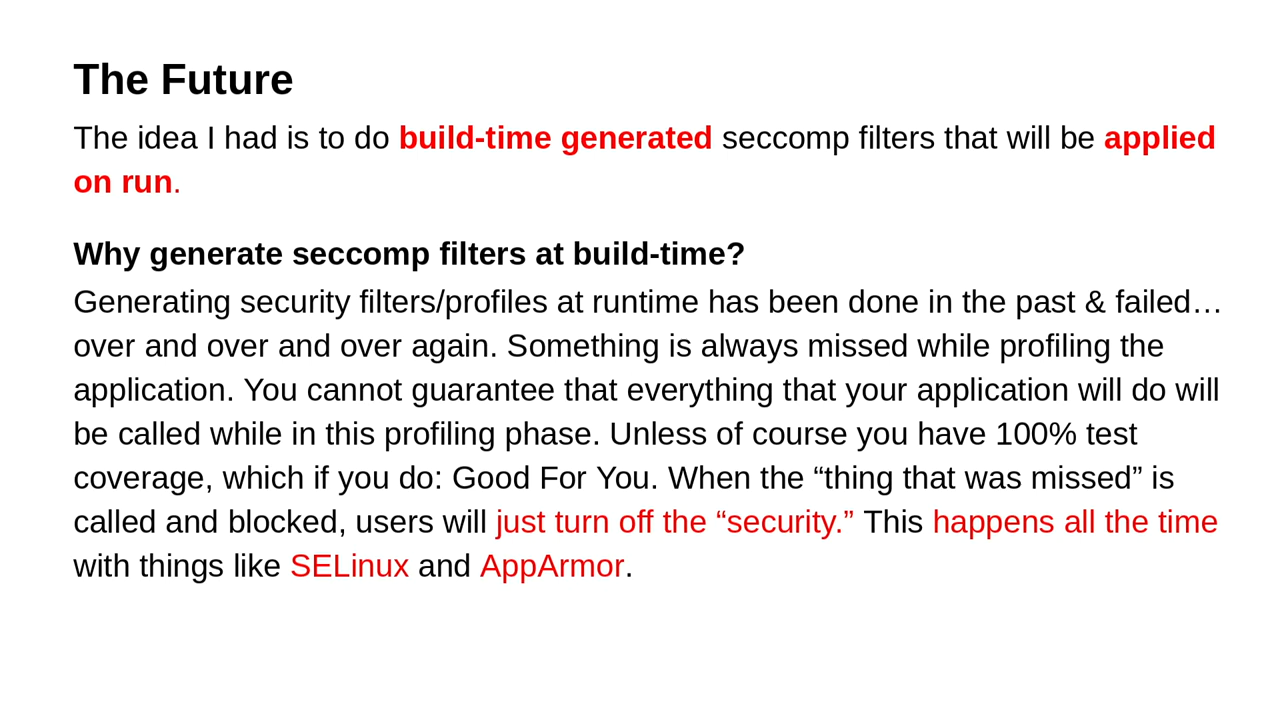 The Future
The idea I had is to do build-time generated seccomp filters that will be applied
on run.
Why generate seccomp filters at build-time?
Generating security filters/profiles at runtime has been done in the past & failed…
over and over and over again. Something is always missed while profiling the
application. You cannot guarantee that everything that your application will do will
be called while in this profiling phase. Unless of course you have 100% test
coverage, which if you do: Good For You. When the “thing that was missed” is
called and blocked, users will just turn off the “security.” This happens all the time
with things like SELinux and AppArmor.